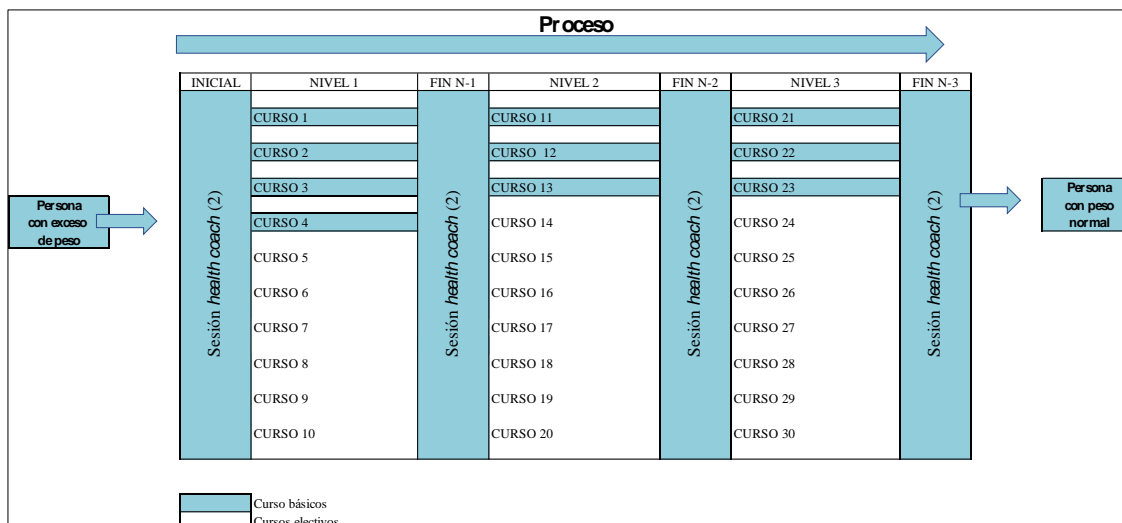 Proceso
INICIAL
NIVEL 1
FIN N-1
NIVEL 2
FIN N-2
NIVEL 3
FIN N-3
Persona
con exceso
de peso
Sesión health coach (2)
CURSO 1
CURSO 2
CURSO 3
CURSO 4
CURSO 5
CURSO 6
CURSO 7
CURSO 8
CURSO 9
CURSO 10
Sesión health coach (2)
CURSO 11
CURSO 12
CURSO 13
CURSO 14
CURSO 15
CURSO 16
CURSO 17
CURSO 18
CURSO 19
CURSO 20
Sesión health coach (2)
CURSO 21
CURSO 22
CURSO 23
CURSO 24
CURSO 25
CURSO 26
CURSO 27
CURSO 28
CURSO 29
CURSO 30
Sesión health coach (2)
Persona
con peso
normal
Curso básicos
Cursos electivos